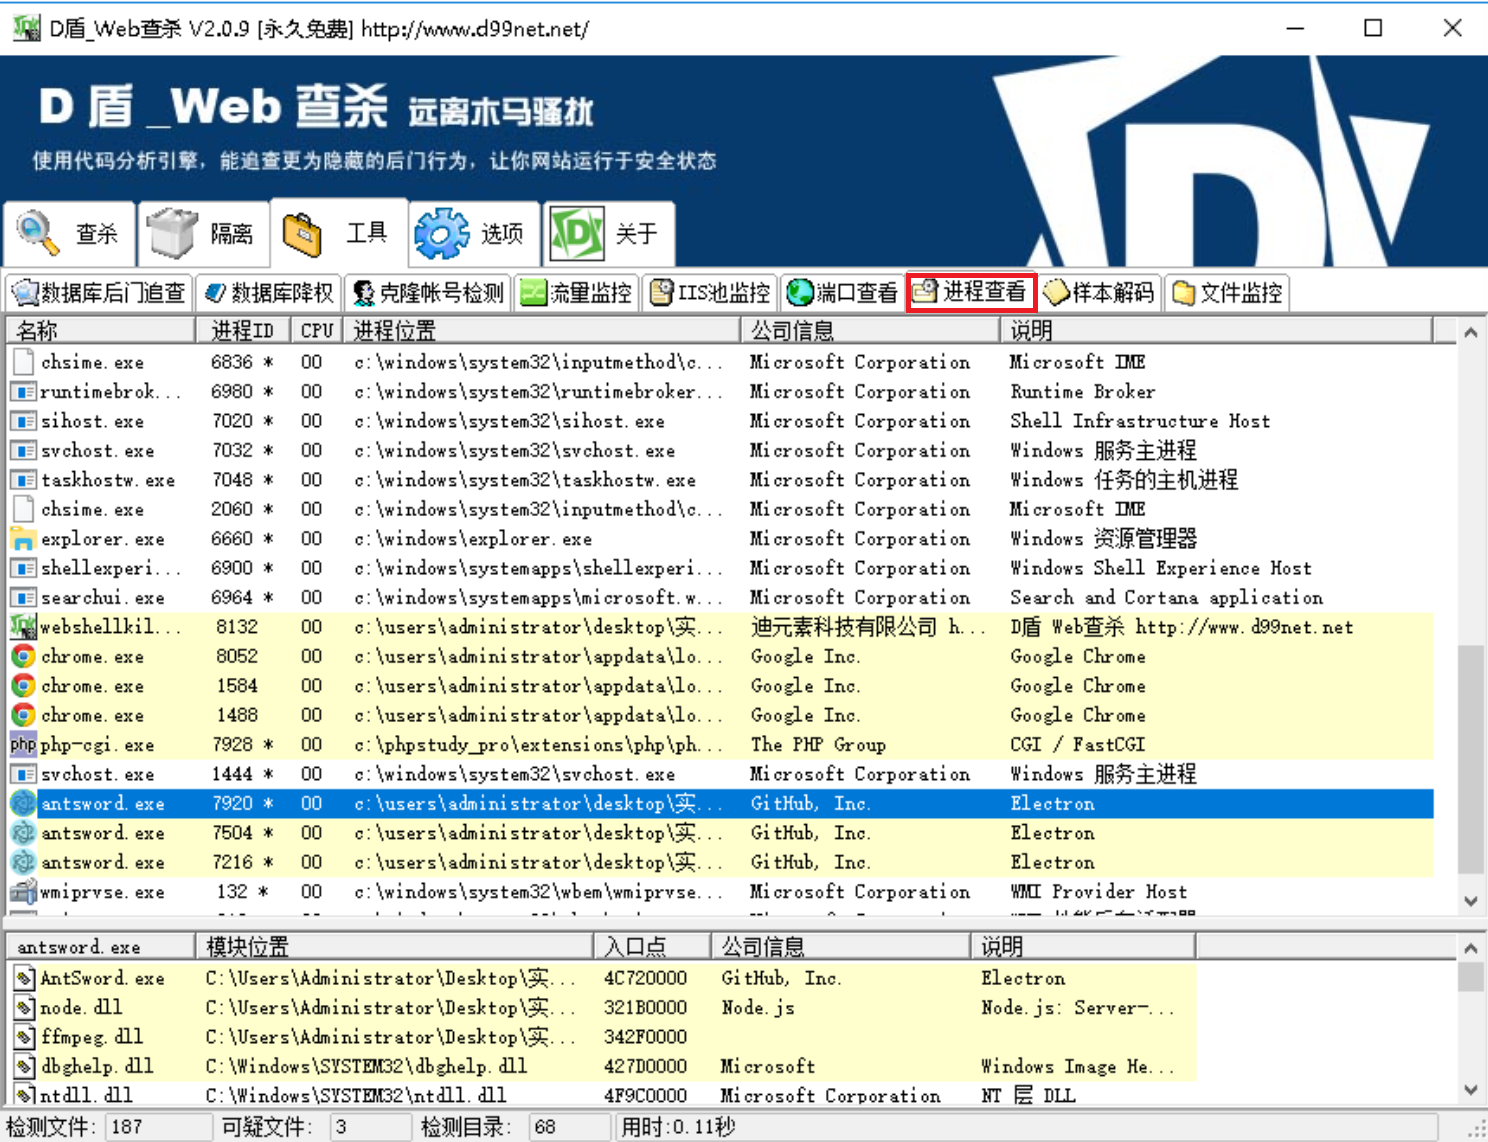 D盾_Web查杀 V2.0.9 [永久免费] http://www.d99net.net/
D 盾 _Web 查杀 远离木马骚扰
使用代码分析引擎，能追查更为隐藏的后门行为，让你网站运行于安全状态
查杀 隔离 工具 选项 关于
数据库后门追查 数据库降权 克隆帐号检测 流量监控 IIS池监控 端口查看 进程查看 样本解码 文件监控
名称 进程ID CPU 进程位置 公司信息 说明
chsime.exe 6836 * 00 c:\windows\system32\inputmethod\c... Microsoft Corporation Microsoft IME
runtimebrok... 6980 * 00 c:\windows\system32\runtimebroker... Microsoft Corporation Runtime Broker
sihost.exe 7020 * 00 c:\windows\system32\sihost.exe Microsoft Corporation Shell Infrastructure Host
svchost.exe 7032 * 00 c:\windows\system32\svchost.exe Microsoft Corporation Windows 服务主进程
taskhostw.exe 7048 * 00 c:\windows\system32\taskhostw.exe Microsoft Corporation Windows 任务的主机进程
chsime.exe 2060 * 00 c:\windows\system32\inputmethod\c... Microsoft Corporation Microsoft IME
explorer.exe 6660 * 00 c:\windows\explorer.exe Microsoft Corporation Windows 资源管理器
shellexperi... 6900 * 00 c:\windows\systemapps\shellexperi... Microsoft Corporation Windows Shell Experience Host
searchui.exe 6964 * 00 c:\windows\systemapps\microsoft.w... Microsoft Corporation Search and Cortana application
webshellkil... 8132 00 c:\users\administrator\desktop\实... 迪元素科技有限公司 h... D盾 Web查杀 http://www.d99net.net
chrome.exe 8052 00 c:\users\administrator\appdata\lo... Google Inc. Google Chrome
chrome.exe 1584 00 c:\users\administrator\appdata\lo... Google Inc. Google Chrome
chrome.exe 1488 00 c:\users\administrator\appdata\lo... Google Inc. Google Chrome
php php-cgi.exe 7928 * 00 c:\phpstudy_pro\extensions\php\ph... The PHP Group CGI / FastCGI
svchost.exe 1444 * 00 c:\windows\system32\svchost.exe Microsoft Corporation Windows 服务主进程
antsword.exe 7920 * 00 c:\users\administrator\desktop\实... GitHub, Inc. Electron
antsword.exe 7504 * 00 c:\users\administrator\desktop\实... GitHub, Inc. Electron
antsword.exe 7216 * 00 c:\users\administrator\desktop\实... GitHub, Inc. Electron
wmiprvse.exe 132 * 00 c:\windows\system32\wbem\wmiprvse... Microsoft Corporation WMI Provider Host
antsword.exe 模块位置 入口点 公司信息 说明
AntSword.exe C:\Users\Administrator\Desktop\实... 4C720000 GitHub, Inc. Electron
node.dll C:\Users\Administrator\Desktop\实... 321B0000 Node.js Node.js: Server-...
ffmpeg.dll C:\Users\Administrator\Desktop\实... 342F0000
dbghelp.dll C:\Windows\SYSTEM32\dbghelp.dll 427D0000 Microsoft Windows Image He...
ntdll.dll C:\Windows\SYSTEM32\ntdll.dll 4F9C0000 Microsoft Corporation NT 层 DLL
检测文件: 187 可疑文件: 3 检测目录: 68 用时:0.11秒